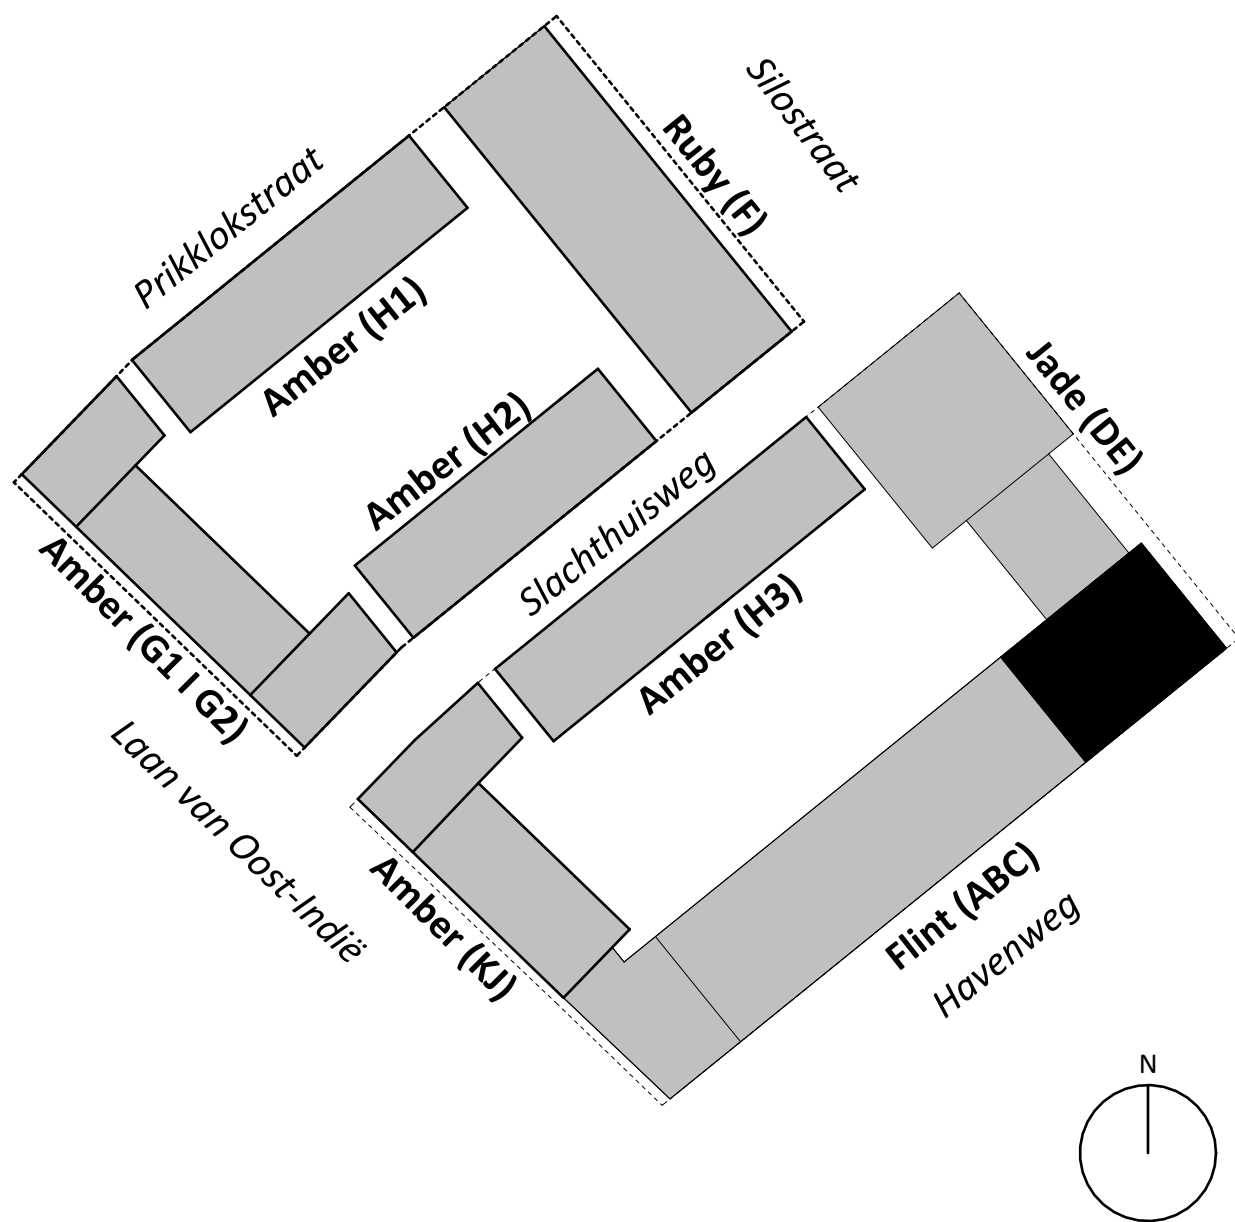 Silostraat
Ruby (F)
Prikklokstraat
Amber (H1)
Jade (DE)
Amber (H2)
Slachthuisweg
Amber (H3)
Amber (G1 I G2)
Laan van Oost-Indië
Amber (KJ)
Flint (ABC)
Havenweg
N